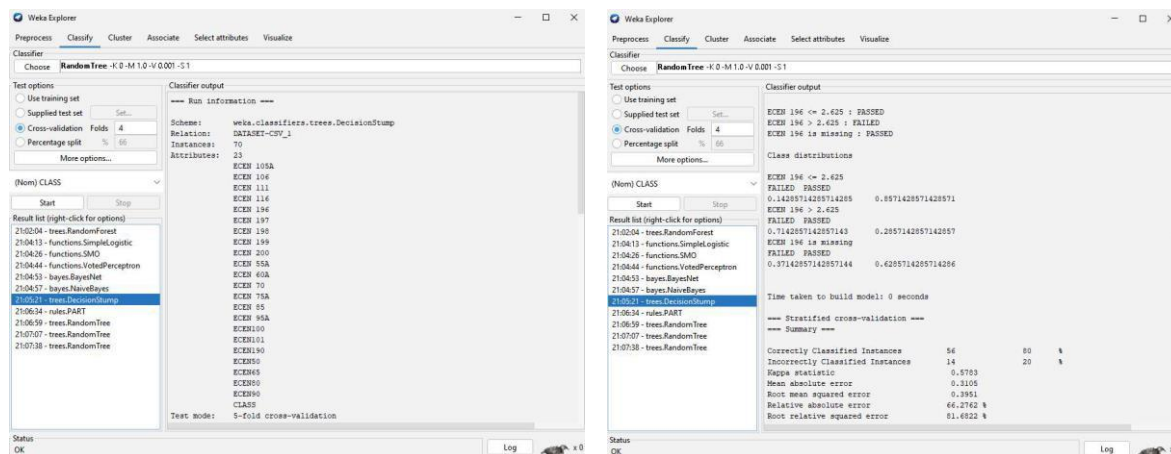 Weka Explorer
Preprocess Classify Cluster Associate Select attributes Visualize
Classifier
Choose RandomTree -K 0 -M 1.0 -V 0.001 -S 1
Test options
Use training set
Supplied test set Set...
Cross-validation Folds 4
Percentage split % 66
More options...
(Nom) CLASS
Start Stop
Result list (right-click for options)
21:02:04 - trees.RandomForest
21:04:13 - functions.SimpleLogistic
21:04:26 - functions.SMO
21:04:44 - functions.VotedPerceptron
21:04:53 - bayes.BayesNet
21:04:57 - bayes.NaiveBayes
21:05:21 - trees.DecisionStump
21:06:34 - rules.PART
21:06:59 - trees.RandomTree
21:07:07 - trees.RandomTree
21:07:38 - trees.RandomTree
Classifier output
=== Run information ===
Scheme: weka.classifiers.trees.DecisionStump
Relation: DATASET-CSV_1
Instances: 70
Attributes: 23
ECEN 105A
ECEN 106
ECEN 111
ECEN 116
ECEN 196
ECEN 197
ECEN 198
ECEN 199
ECEN 200
ECEN 55A
ECEN 60A
ECEN 70
ECEN 75A
ECEN 85
ECEN 95A
ECEN100
ECEN101
ECEN190
ECEN50
ECEN65
ECEN80
ECEN90
CLASS
Test mode: 5-fold cross-validation
Status
OK
Log
x 0
Weka Explorer
Preprocess Classify Cluster Associate Select attributes Visualize
Classifier
Choose RandomTree -K 0 -M 1.0 -V 0.001 -S 1
Test options
Use training set
Supplied test set Set...
Cross-validation Folds 4
Percentage split % 66
More options...
(Nom) CLASS
Start Stop
Result list (right-click for options)
21:02:04 - trees.RandomForest
21:04:13 - functions.SimpleLogistic
21:04:26 - functions.SMO
21:04:44 - functions.VotedPerceptron
21:04:53 - bayes.BayesNet
21:04:57 - bayes.NaiveBayes
21:05:21 - trees.DecisionStump
21:06:34 - rules.PART
21:06:59 - trees.RandomTree
21:07:07 - trees.RandomTree
21:07:38 - trees.RandomTree
Classifier output
ECEN 196 <= 2.625 : PASSED
ECEN 196 > 2.625 : FAILED
ECEN 196 is missing : PASSED
Class distributions
ECEN 196 <= 2.625
FAILED PASSED
0.14285714285714285 0.8571428571428571
ECEN 196 > 2.625
FAILED PASSED
0.7142857142857143 0.2857142857142857
ECEN 196 is missing
FAILED PASSED
0.37142857142857144 0.6285714285714286
Time taken to build model: 0 seconds
=== Stratified cross-validation ===
=== Summary ===
Correctly Classified Instances 56 80 %
Incorrectly Classified Instances 14 20 %
Kappa statistic 0.5783
Mean absolute error 0.3105
Root mean squared error 0.3951
Relative absolute error 66.2762 %
Root relative squared error 81.6822 %
Status
OK
Log